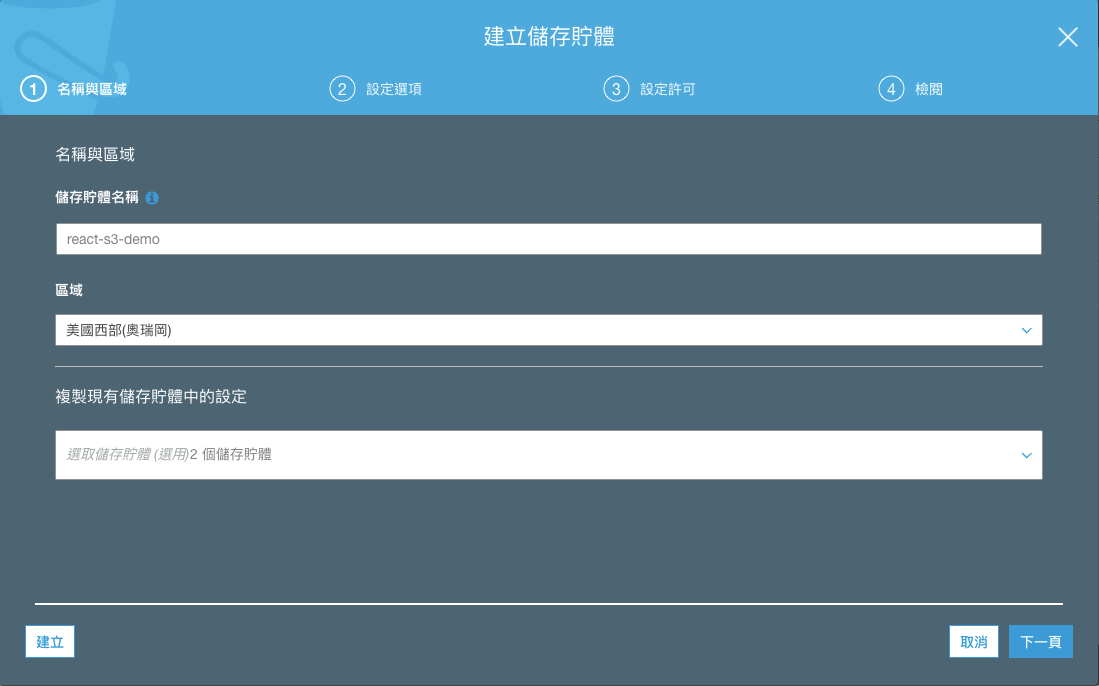 建立儲存貯體
1 名稱與區域
2 設定選項
3 設定許可
4 檢閱
名稱與區域
儲存貯體名稱
react-s3-demo
區域
美國西部(奧瑞岡)
複製現有儲存貯體中的設定
選取儲存貯體 (選用)2 個儲存貯體
建立
取消
下一頁